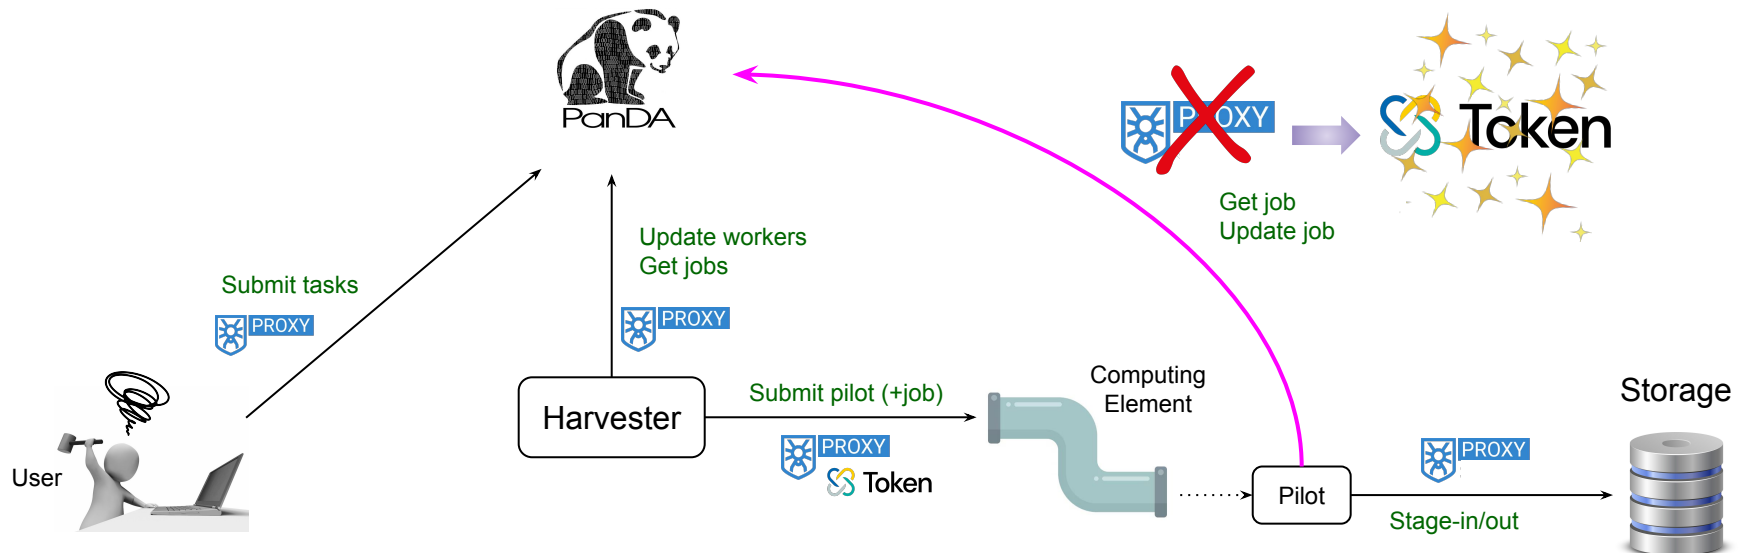 PanDA
PROXY
Token
Get job
Update job
Update workers
Get jobs
Submit tasks
PROXY
PROXY
Computing
Element
Submit pilot (+job)
Storage
Harvester
PROXY
Token
PROXY
User
Pilot
Stage-in/out